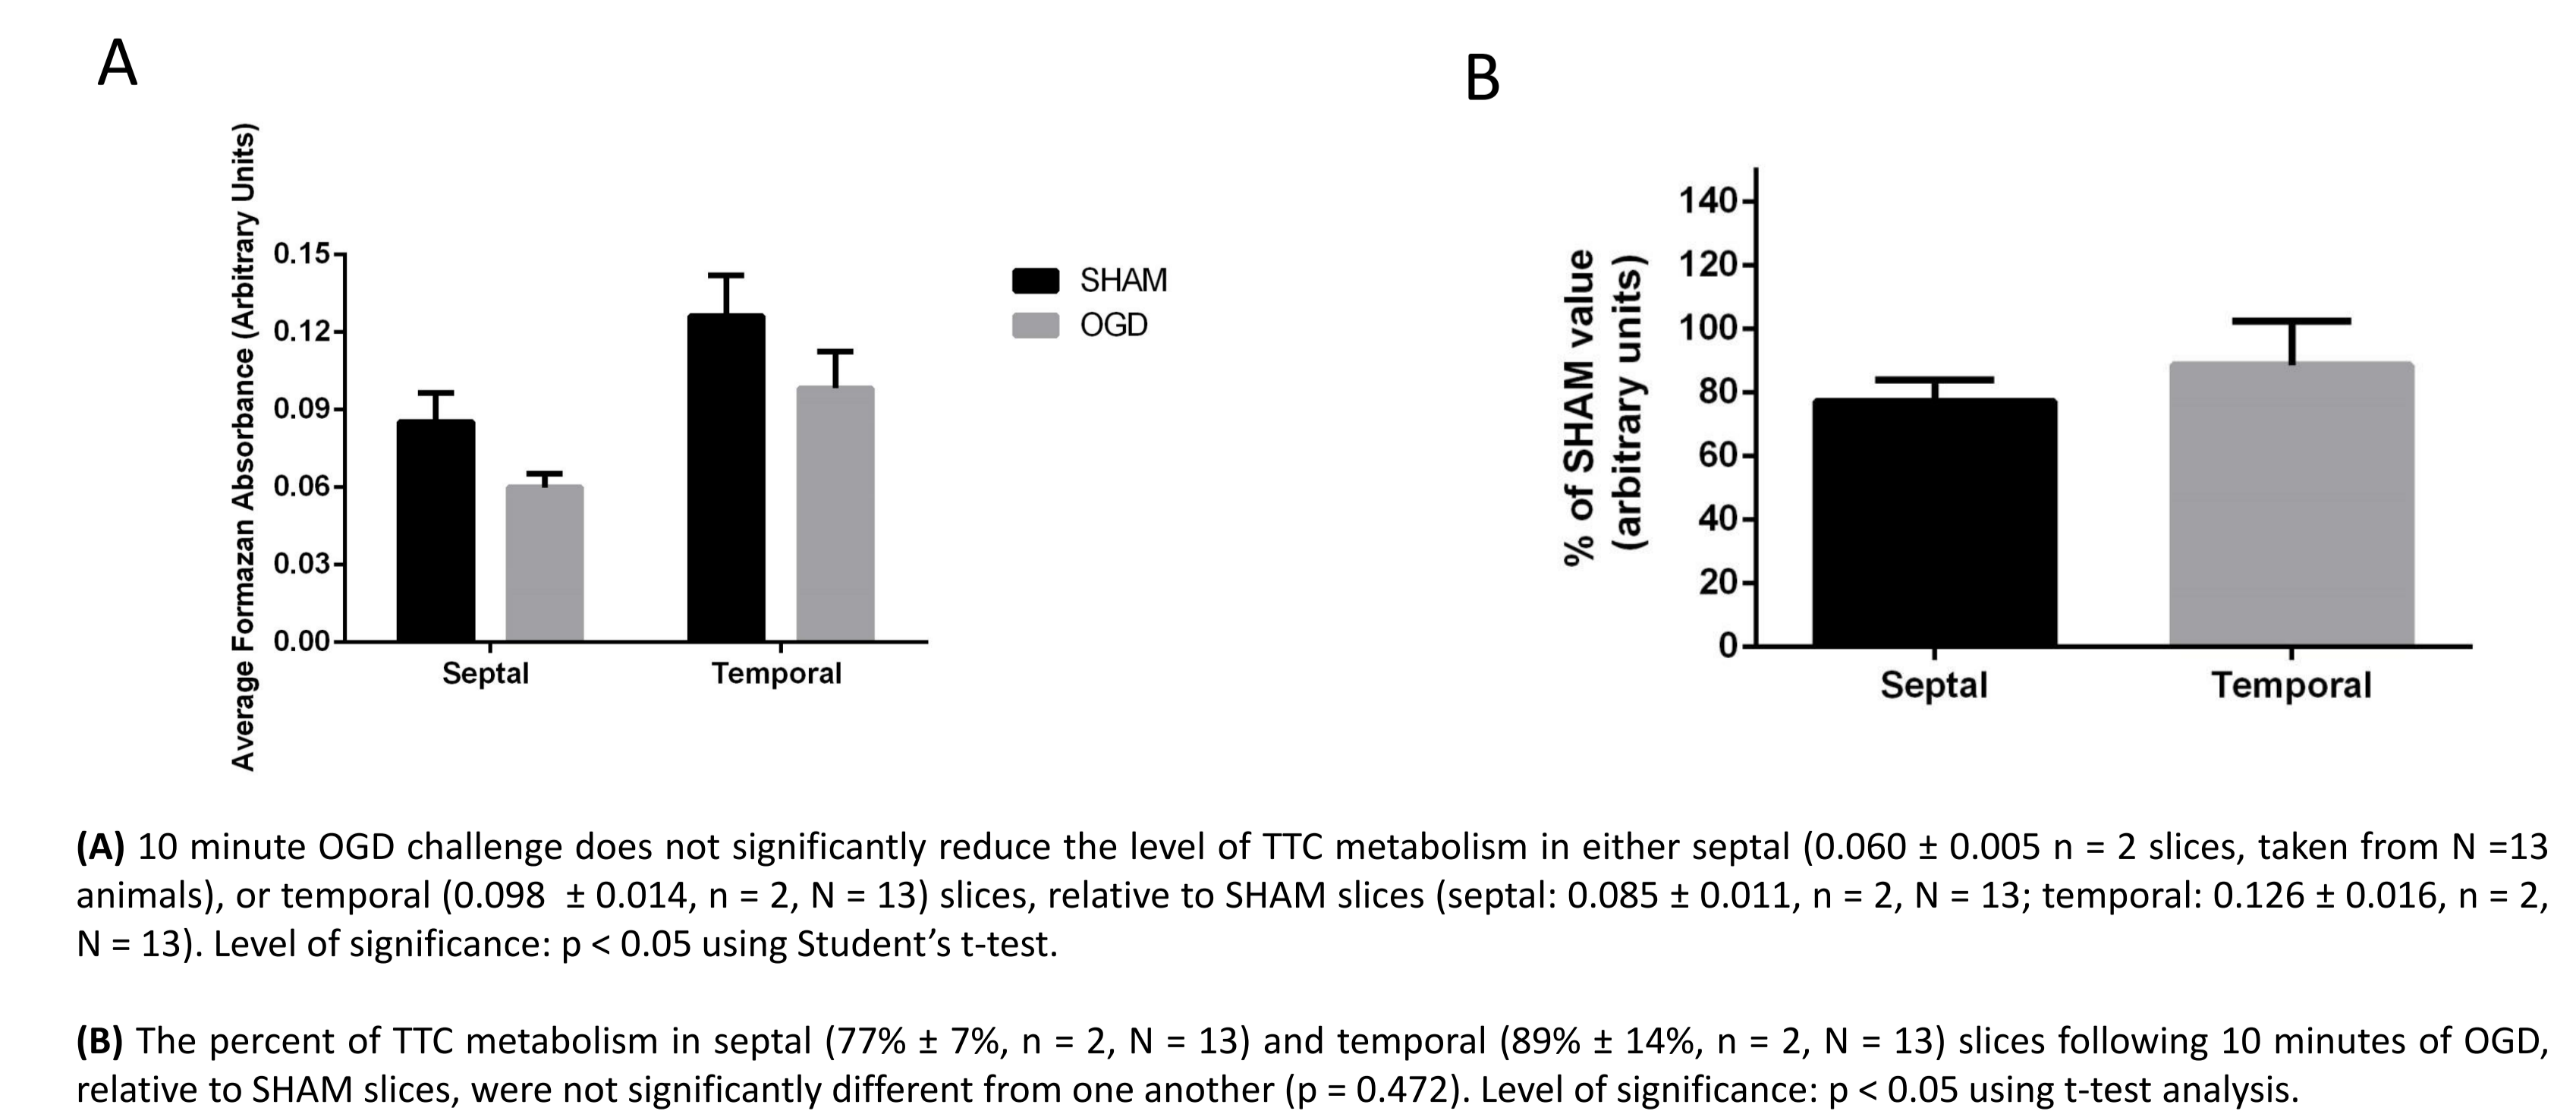 A
B
Average Formazan Absorbance (Arbitrary Units)
0.15
0.12
0.09
0.06
0.03
0.00
Septal
Temporal
SHAM
OGD
% of SHAM value
(arbitrary units)
140
120
100
80
60
40
20
0
Septal
Temporal
(A) 10 minute OGD challenge does not significantly reduce the level of TTC metabolism in either septal (0.060 ± 0.005 n = 2 slices, taken from N =13
animals), or temporal (0.098 ± 0.014, n = 2, N = 13) slices, relative to SHAM slices (septal: 0.085 ± 0.011, n = 2, N = 13; temporal: 0.126 ± 0.016, n = 2,
N = 13). Level of significance: p < 0.05 using Student’s t-test.
(B) The percent of TTC metabolism in septal (77% ± 7%, n = 2, N = 13) and temporal (89% ± 14%, n = 2, N = 13) slices following 10 minutes of OGD,
relative to SHAM slices, were not significantly different from one another (p = 0.472). Level of significance: p < 0.05 using t-test analysis.